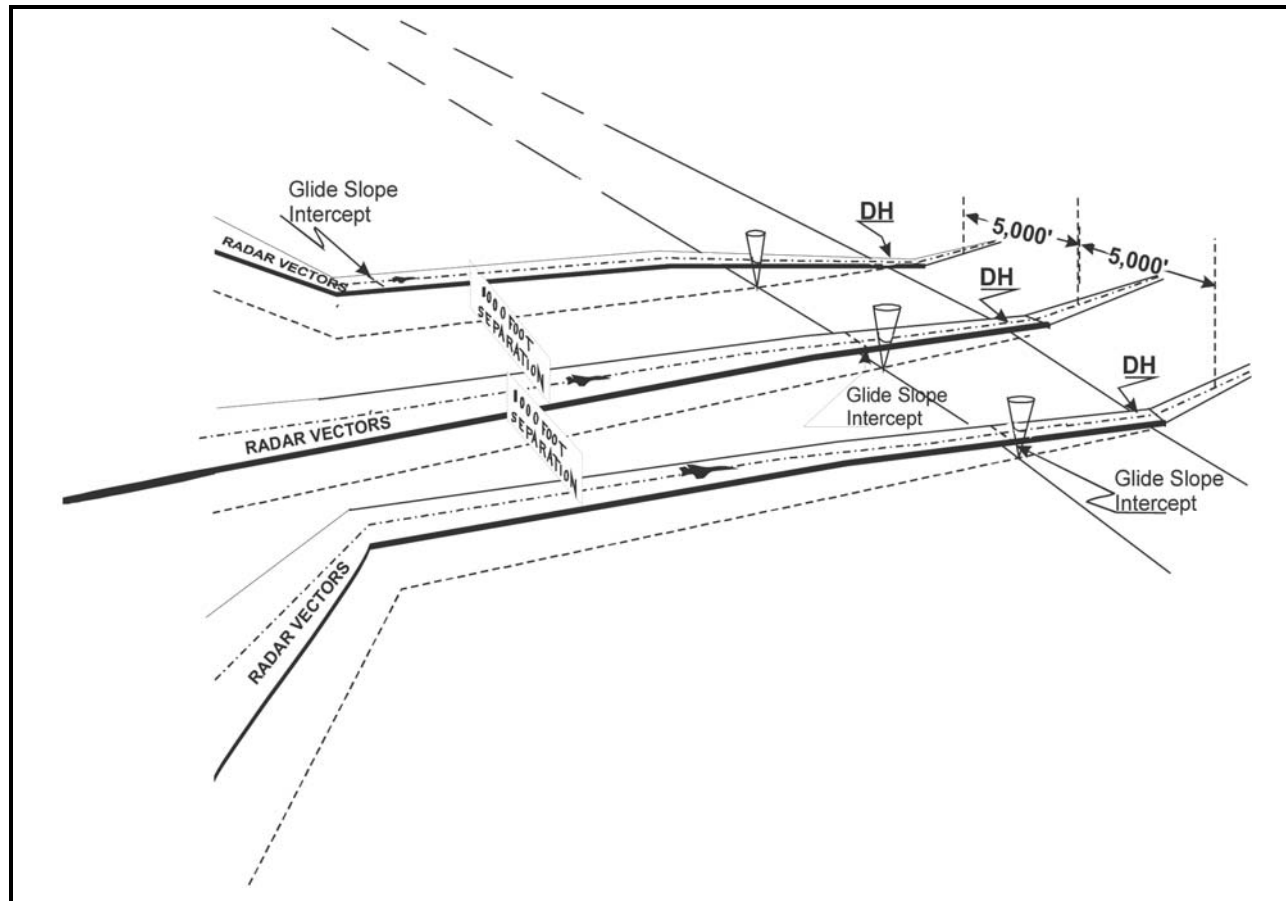 Glide Slope
Intercept
RADAR VECTORS
DH
5,000'
5,000'
1000 FOOT
SEPARATION
DH
RADAR VECTORS
1000 FOOT
SEPARATION
Glide Slope
Intercept
DH
RADAR VECTORS
Glide Slope
Intercept